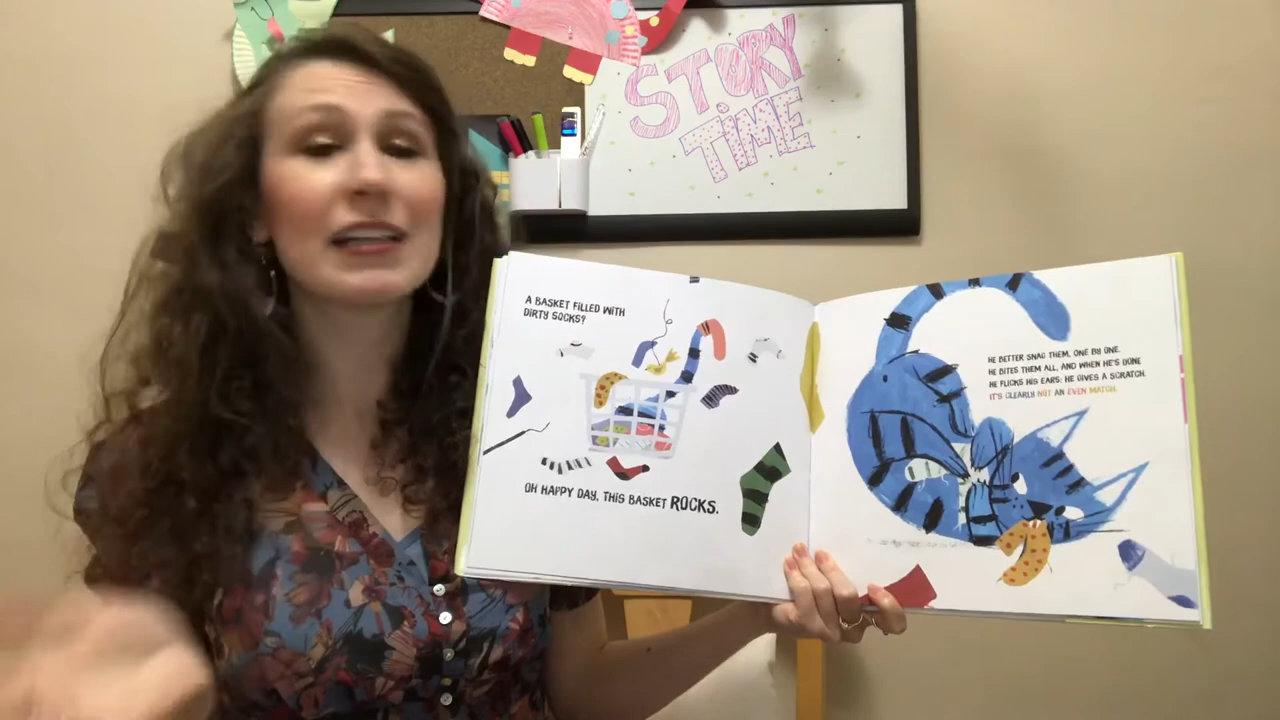 STORY
TIME
A BASKET FILLED WITH
DIRTY SOCKS?
OH HAPPY DAY, THIS BASKET ROCKS.
HE BETTER SNAG THEM, ONE BY ONE.
HE BITES THEM ALL, AND WHEN HE'S DONE
HE FLICKS HIS EARS; HE GIVES A SCRATCH.
IT'S CLEARLY NOT AN EVEN MATCH.